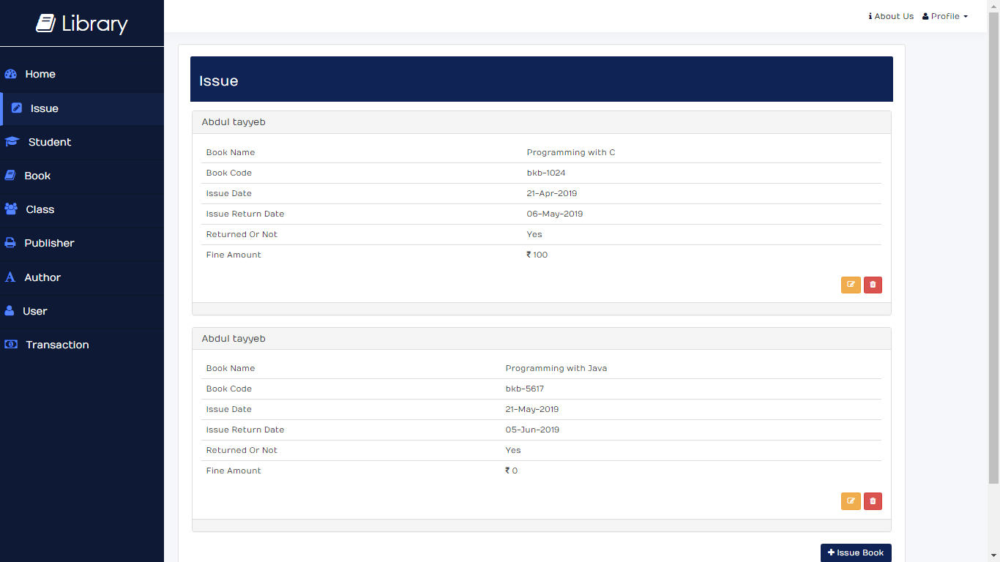 Library
About Us Profile
Home
Issue
Student
Book
Class
Publisher
Author
User
Transaction
Issue
Abdul tayyeb
Book Name Programming with C
Book Code bkb-1024
Issue Date 21-Apr-2019
Issue Return Date 06-May-2019
Returned Or Not Yes
Fine Amount ₹ 100
Abdul tayyeb
Book Name Programming with Java
Book Code bkb-5617
Issue Date 21-May-2019
Issue Return Date 05-Jun-2019
Returned Or Not Yes
Fine Amount ₹ 0
Issue Book